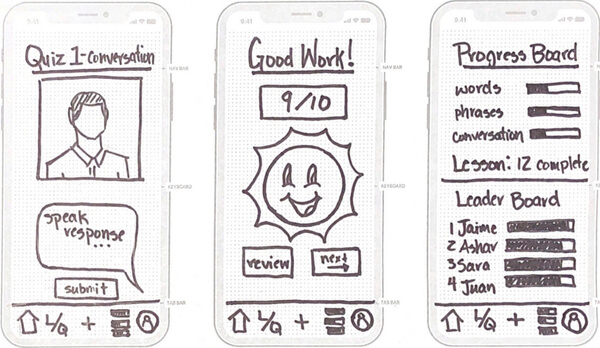 9:41
Quiz 1-conversation
NAV BAR
speak
response
...
KEYBOARD
submit
TAB BAR
L/Q
9:41
Good Work!
NAV BAR
9/10
KEYBOARD
review
next
TAB BAR
L/Q
9:41
Progress Board
words
phrases
conversation
Lesson: 12 complete
Leader Board
1 Jaime
2 Ashar
3 Sara
4 Juan
L/Q